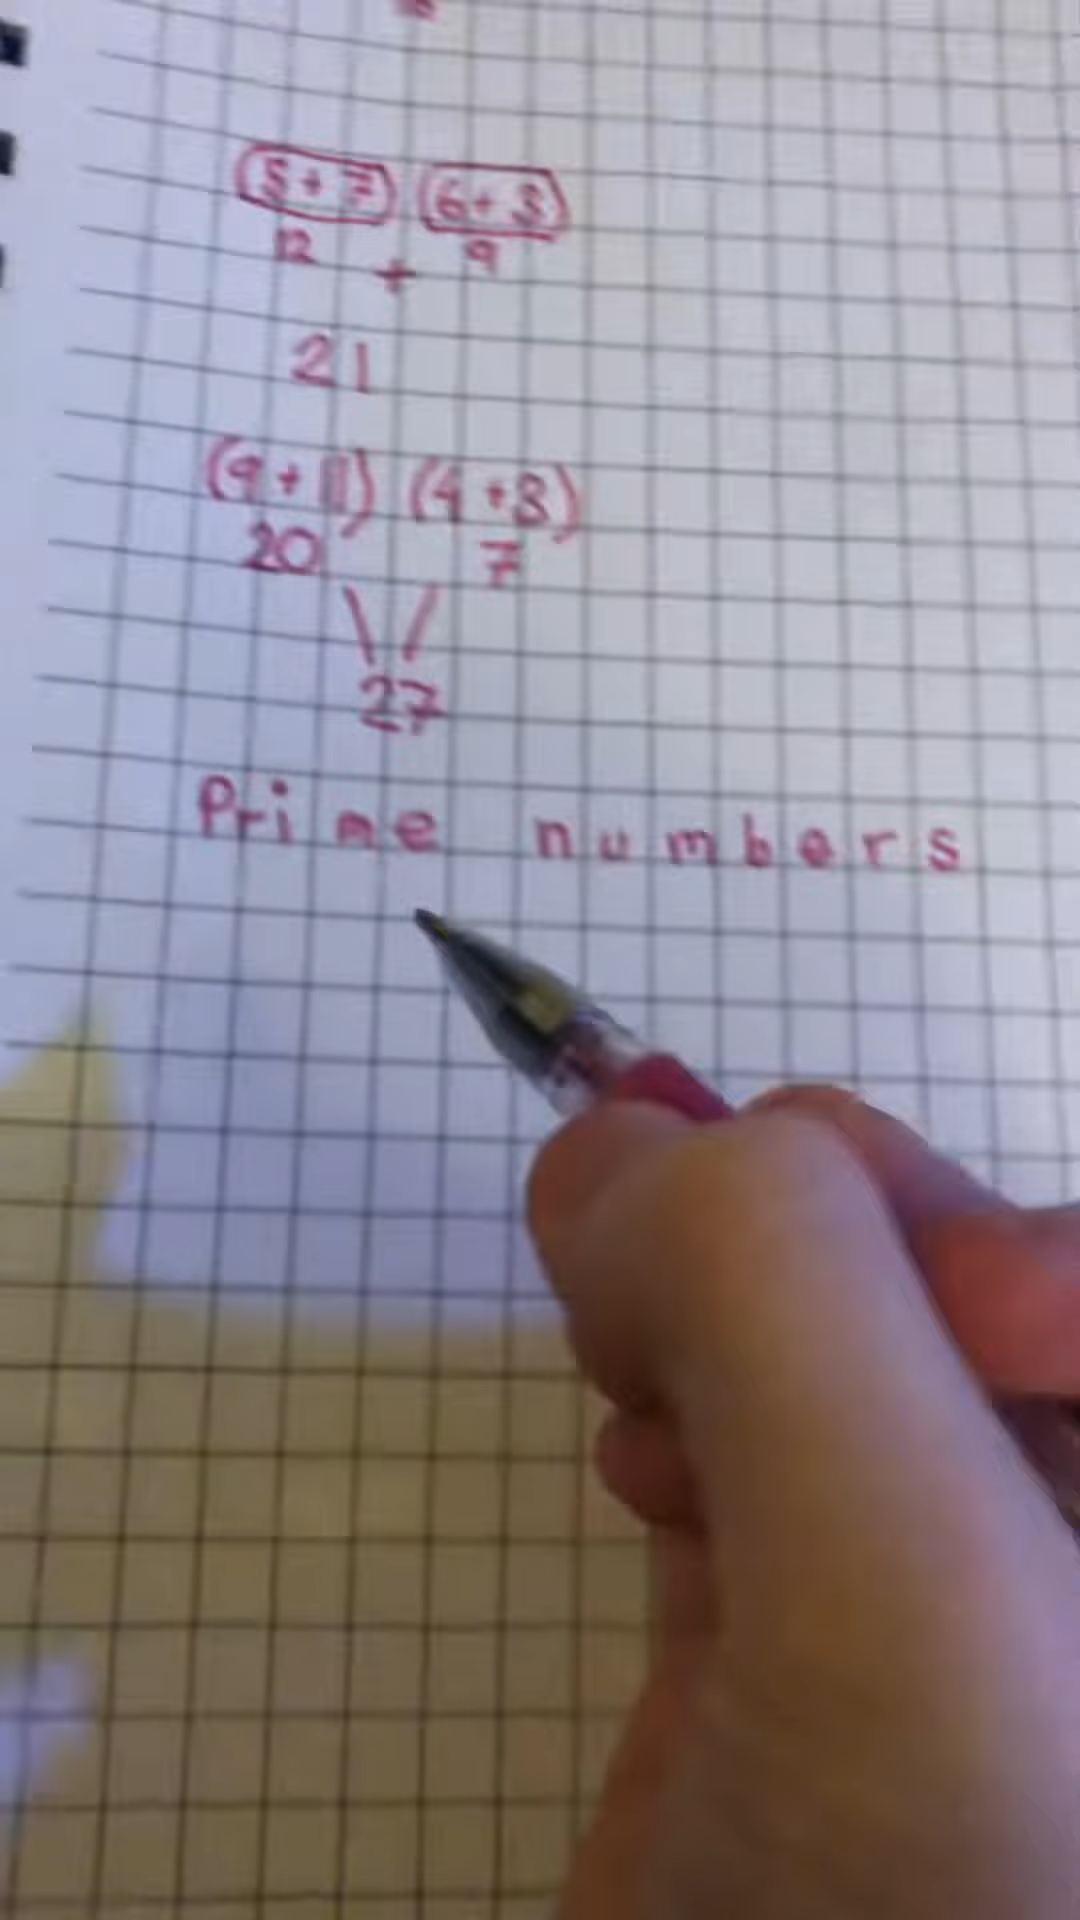 (5+7) (6+3)
12 + 9
21
(9+11) (4+3)
20 7
27
Prime numbers